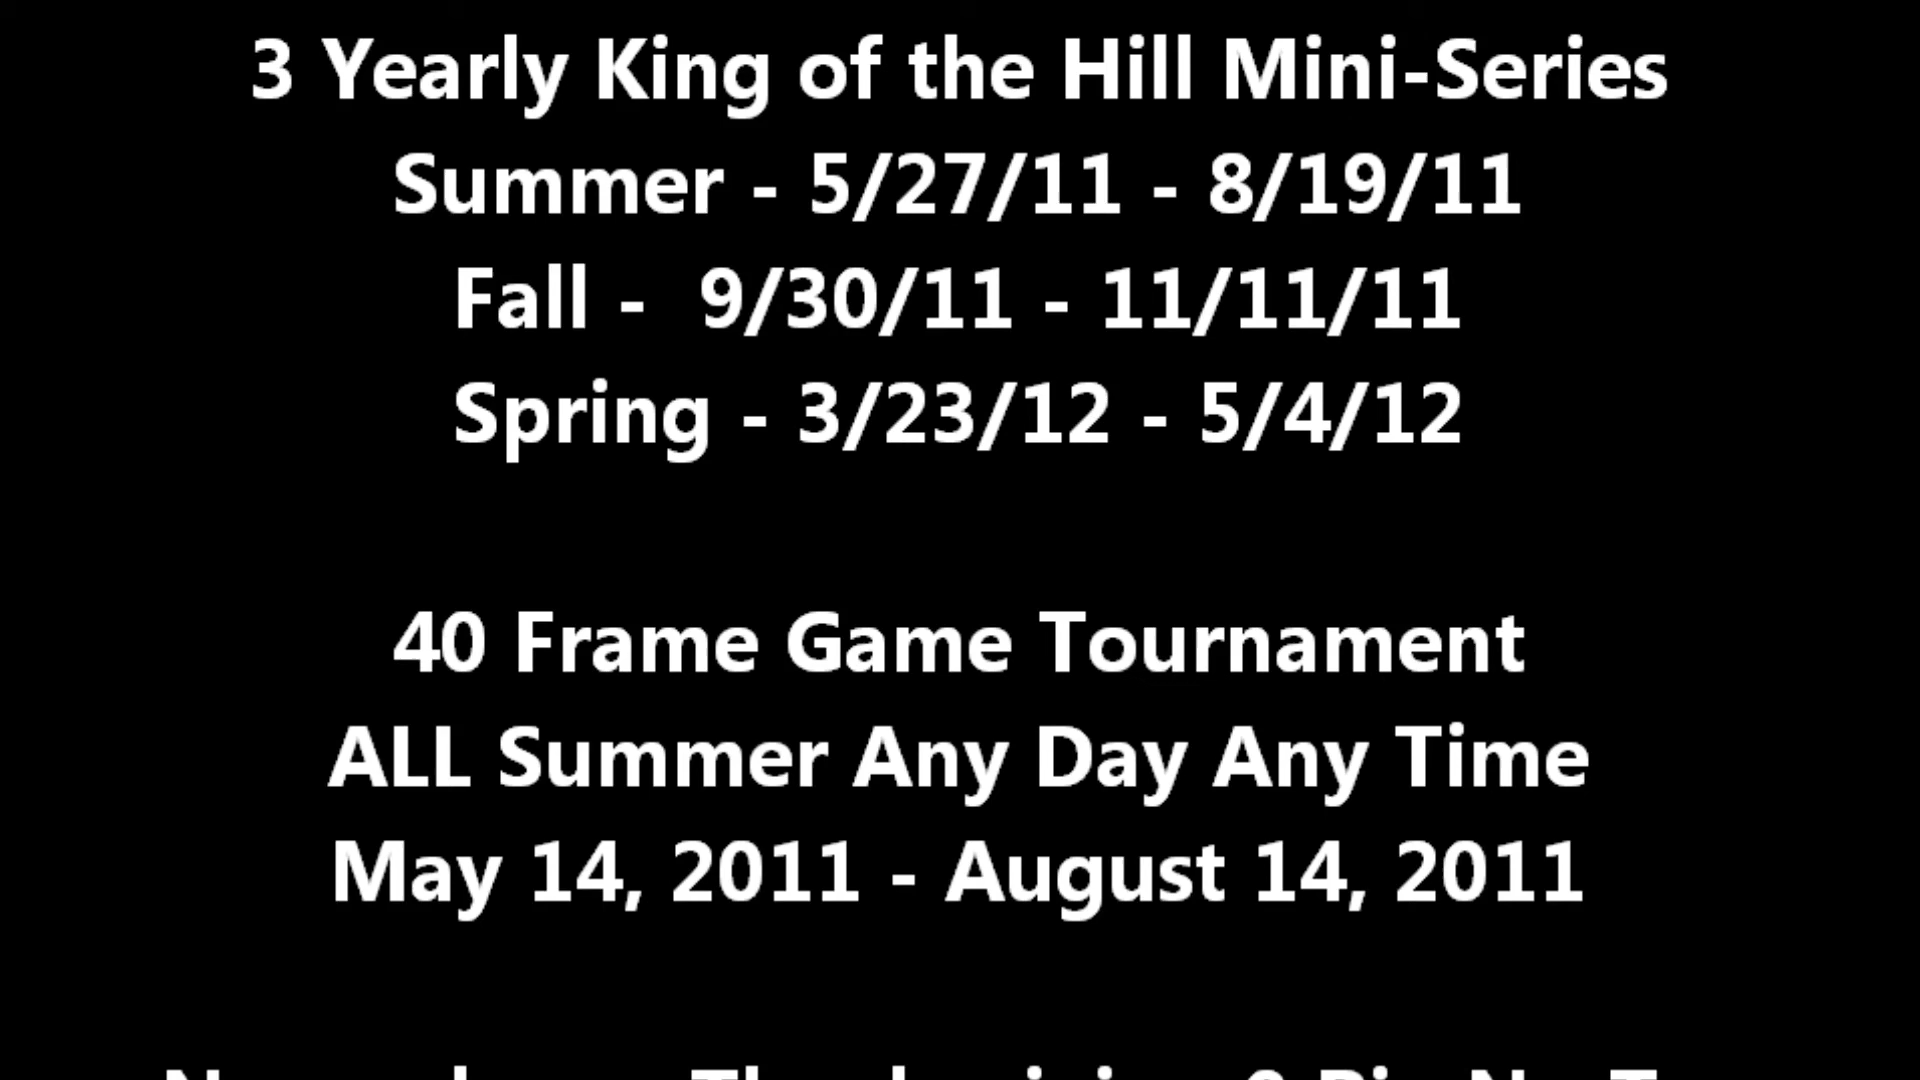 3 Yearly King of the Hill Mini-Series
Summer - 5/27/11 - 8/19/11
Fall -  9/30/11 - 11/11/11
Spring - 3/23/12 - 5/4/12
40 Frame Game Tournament
ALL Summer Any Day Any Time
May 14, 2011 - August 14, 2011